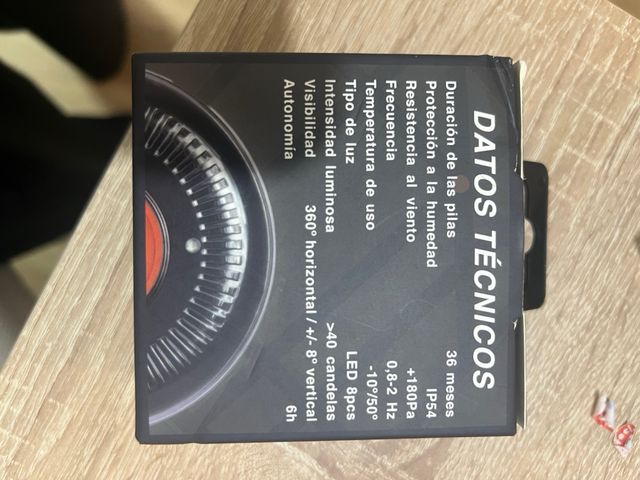 DATOS TÉCNICOS
Duración de las pilas 36 meses
Protección a la humedad IP54
Resistencia al viento +180Pa
Frecuencia 0,8-2 Hz
Temperatura de uso -10°/50°
Tipo de luz LED 8pcs
Intensidad luminosa >40 candelas
Visibilidad 360º horizontal / +/- 8º vertical
Autonomía 6h